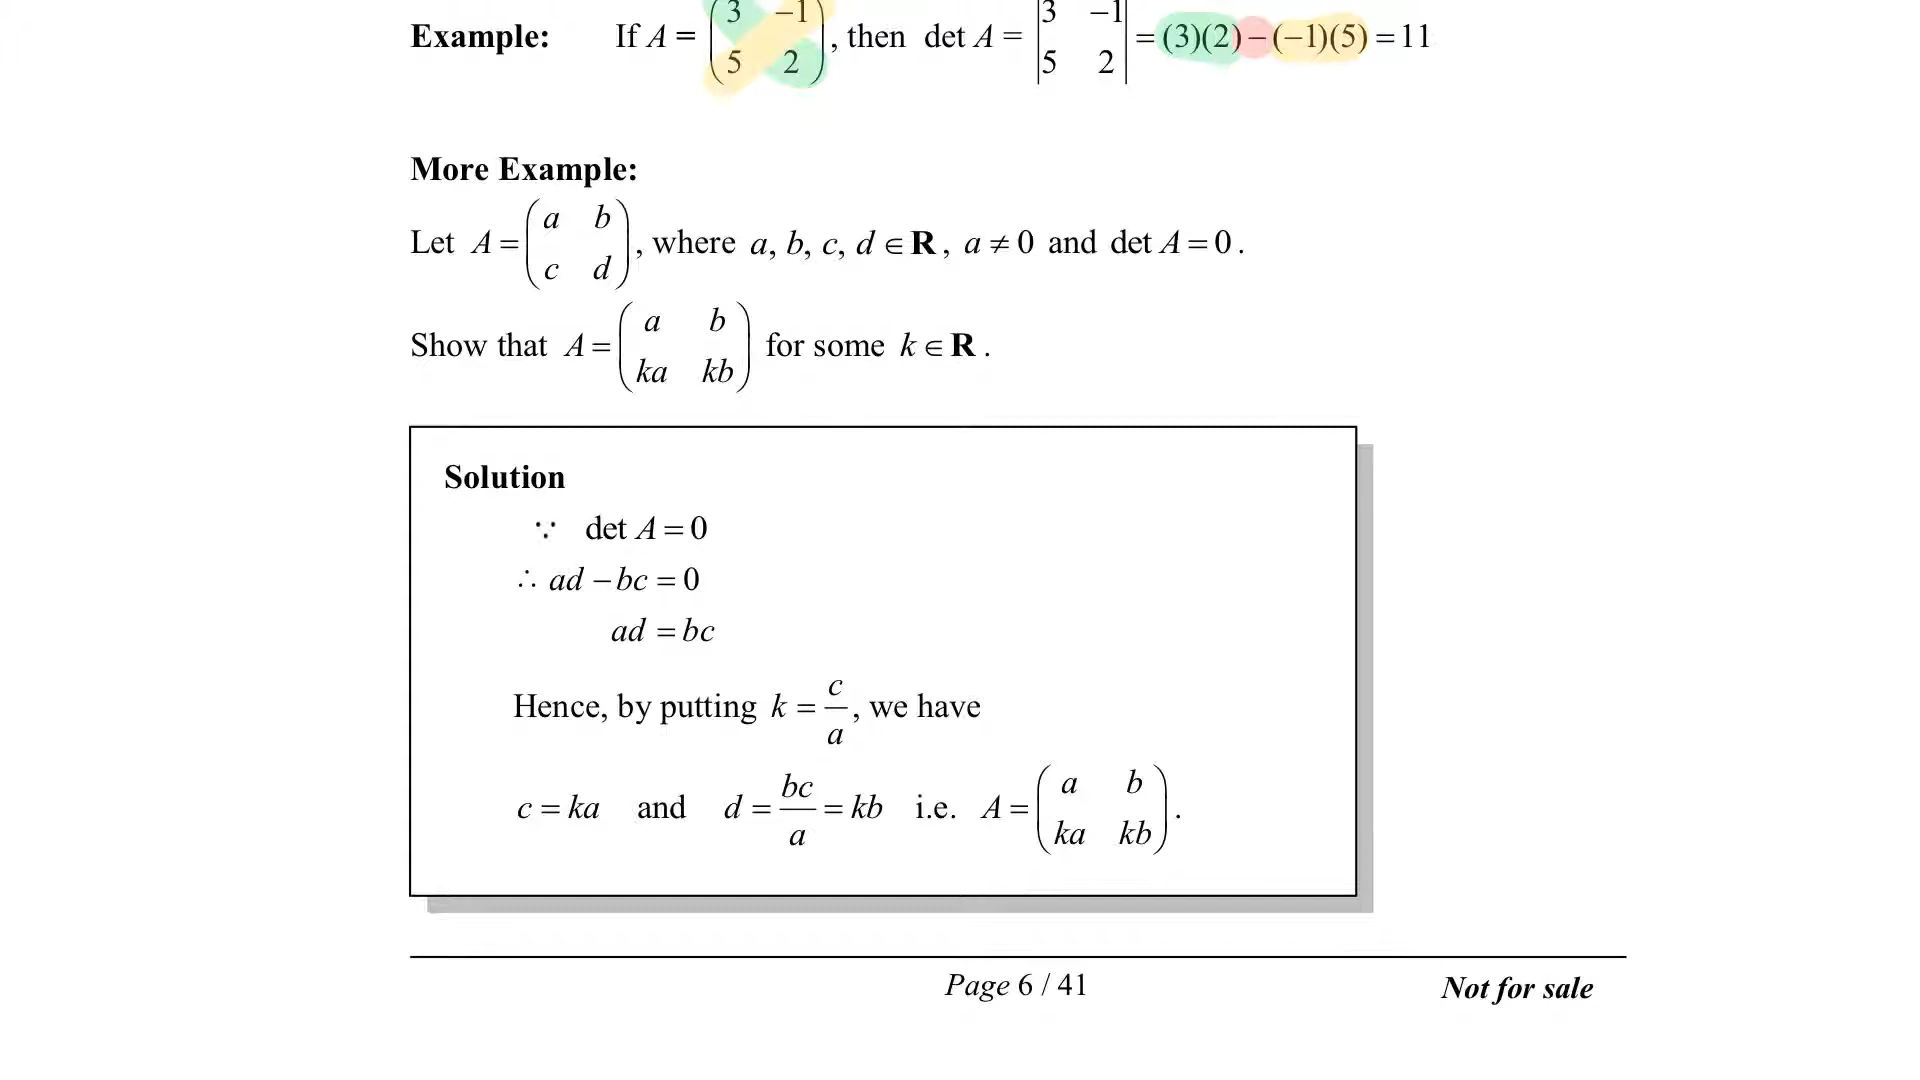 Example: If A = (3 −1
5 2), then det A = |3 −1
5 2| = (3)(2) − (−1)(5) = 11
More Example:
Let A = (a b
c d), where a, b, c, d ∈ R, a ≠ 0 and det A = 0.
Show that A = (a b
ka kb) for some k ∈ R.
Solution
∵ det A = 0
∴ ad − bc = 0
ad = bc
Hence, by putting k = c/a, we have
c = ka and d = bc/a = kb i.e. A = (a b
ka kb).
Page 6 / 41
Not for sale